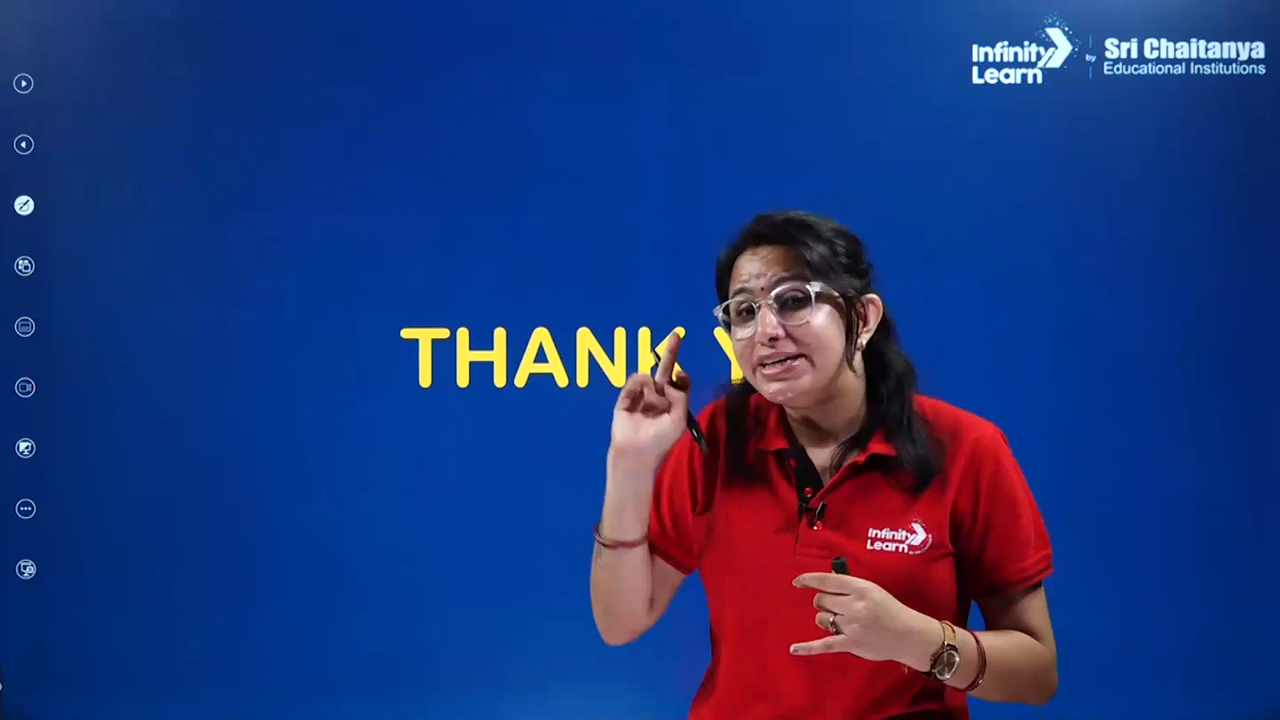 Infinity
Learn
by
Sri Chaitanya
Educational Institutions
THANK Y
Infinity
Learn